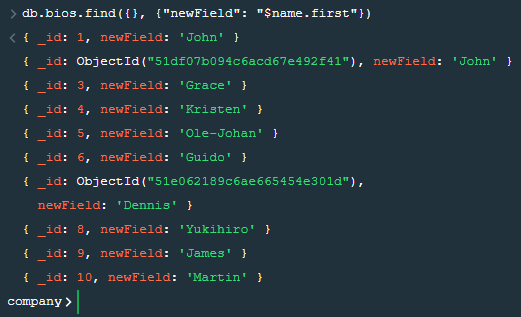 > db.bios.find({}, {"newField": "$name.first"})
< { _id: 1, newField: 'John' }
{ _id: ObjectId("51df07b094c6acd67e492f41"), newField: 'John' }
{ _id: 3, newField: 'Grace' }
{ _id: 4, newField: 'Kristen' }
{ _id: 5, newField: 'Ole-Johan' }
{ _id: 6, newField: 'Guido' }
{ _id: ObjectId("51e062189c6ae665454e301d"),
newField: 'Dennis' }
{ _id: 8, newField: 'Yukihiro' }
{ _id: 9, newField: 'James' }
{ _id: 10, newField: 'Martin' }
company>